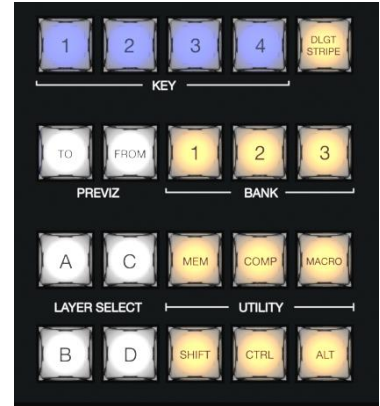 1 2 3 4 DLGT STRIPE
KEY
TO FROM 1 2 3
PREVIZ BANK
A C MEM COMP MACRO
LAYER SELECT UTILITY
B D SHIFT CTRL ALT